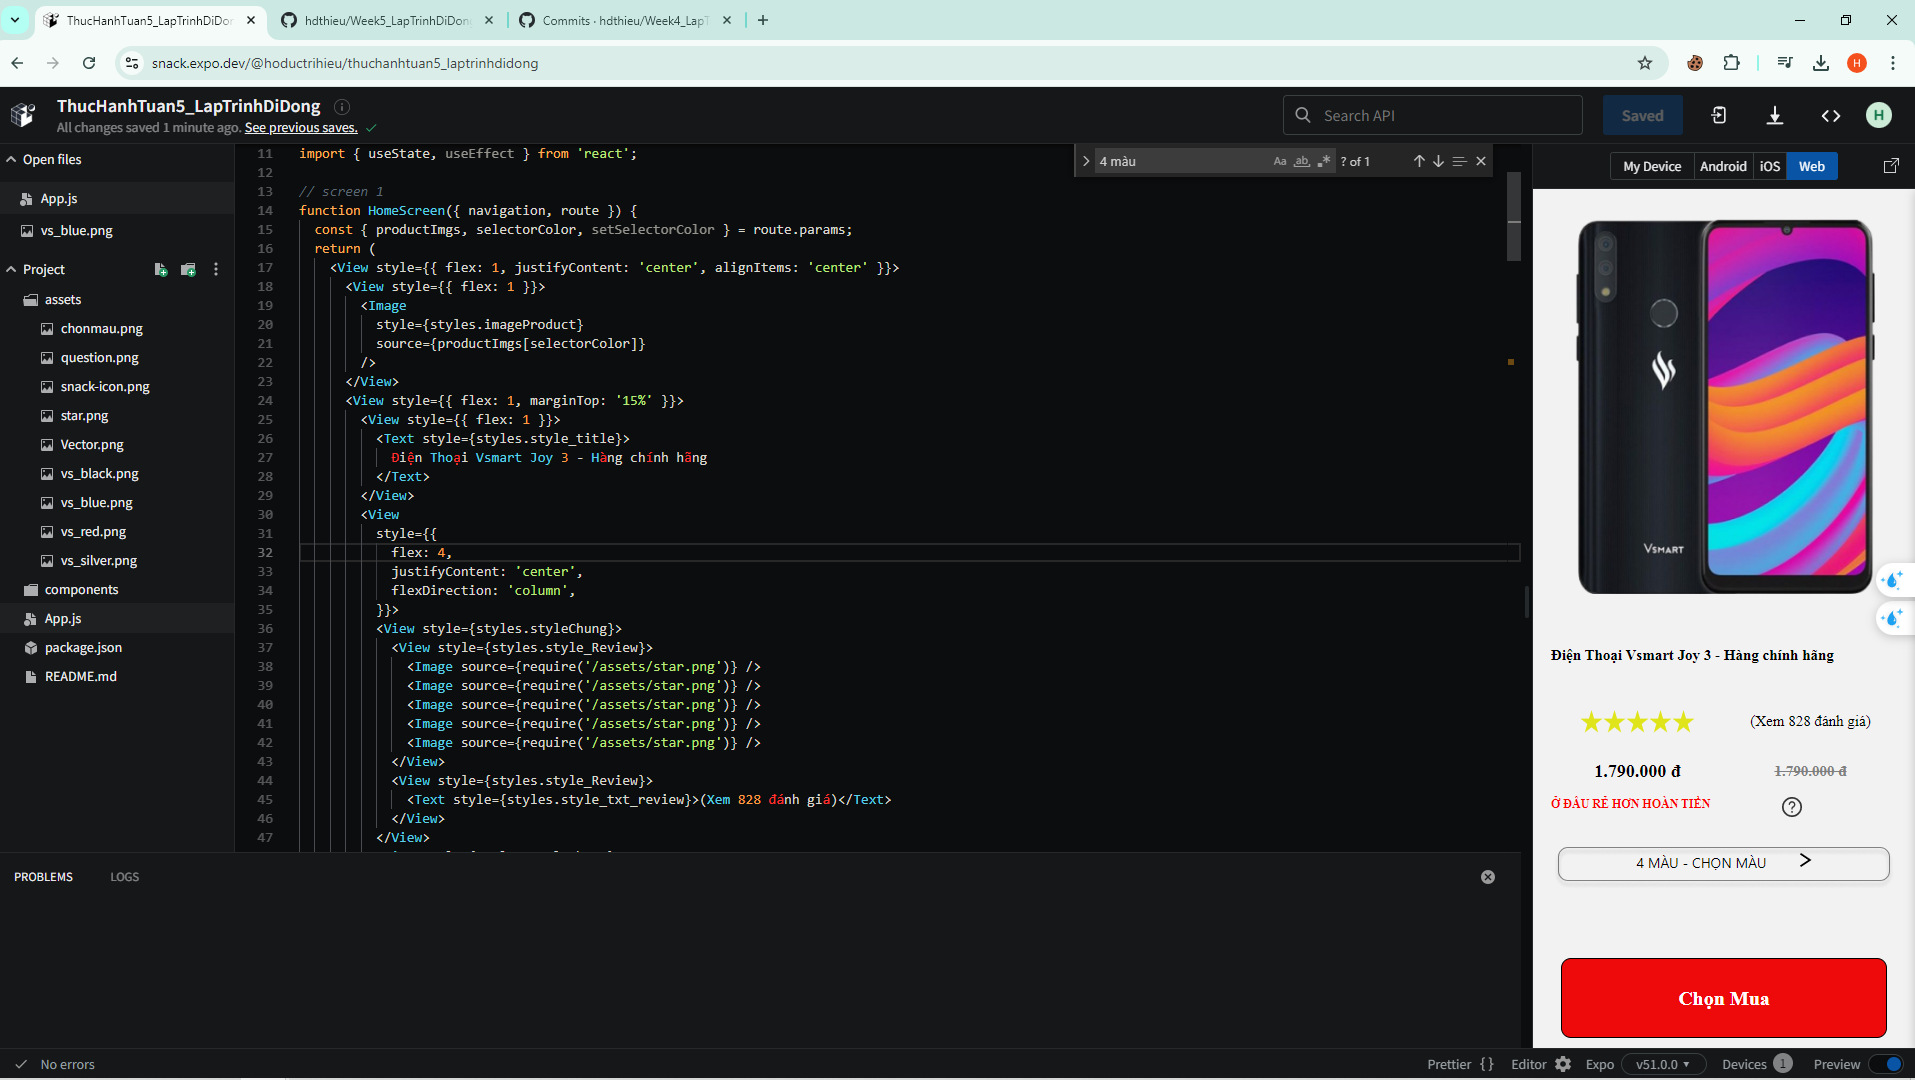 ThucHanhTuan5_LapTrinhDiDon
hdthieu/Week5_LapTrinhDiDon
Commits · hdthieu/Week4_LapT
snack.expo.dev/@hoductrihieu/thuchanhtuan5_laptrinhdidong
H
ThucHanhTuan5_LapTrinhDiDong
All changes saved 1 minute ago. See previous saves.
Search API
Saved
H
Open files
App.js
vs_blue.png
Project
assets
chonmau.png
question.png
snack-icon.png
star.png
Vector.png
vs_black.png
vs_blue.png
vs_red.png
vs_silver.png
components
App.js
package.json
README.md
4 màu
Aa ab, .* ? of 1
11 import { useState, useEffect } from 'react';
12
13 // screen 1
14 function HomeScreen({ navigation, route }) {
15 const { productImgs, selectorColor, setSelectorColor } = route.params;
16 return (
17 <View style={{ flex: 1, justifyContent: 'center', alignItems: 'center' }}>
18 <View style={{ flex: 1 }}>
19 <Image
20 style={styles.imageProduct}
21 source={productImgs[selectorColor]}
22 />
23 </View>
24 <View style={{ flex: 1, marginTop: '15%' }}>
25 <View style={{ flex: 1 }}>
26 <Text style={styles.style_title}>
27 Điện Thoại Vsmart Joy 3 - Hàng chính hãng
28 </Text>
29 </View>
30 <View
31 style={{
32 flex: 4,
33 justifyContent: 'center',
34 flexDirection: 'column',
35 }}>
36 <View style={styles.styleChung}>
37 <View style={styles.style_Review}>
38 <Image source={require('/assets/star.png')} />
39 <Image source={require('/assets/star.png')} />
40 <Image source={require('/assets/star.png')} />
41 <Image source={require('/assets/star.png')} />
42 <Image source={require('/assets/star.png')} />
43 </View>
44 <View style={styles.style_Review}>
45 <Text style={styles.style_txt_review}>(Xem 828 đánh giá)</Text>
46 </View>
47 </View>
PROBLEMS
LOGS
My Device
Android
iOS
Web
VSMART
Điện Thoại Vsmart Joy 3 - Hàng chính hãng
(Xem 828 đánh giá)
1.790.000 đ
1.790.000 đ
Ở ĐÂU RẺ HƠN HOÀN TIỀN
?
4 MÀU - CHỌN MÀU
Chọn Mua
No errors
Prettier { }
Editor
Expo
v51.0.0
Devices 1
Preview